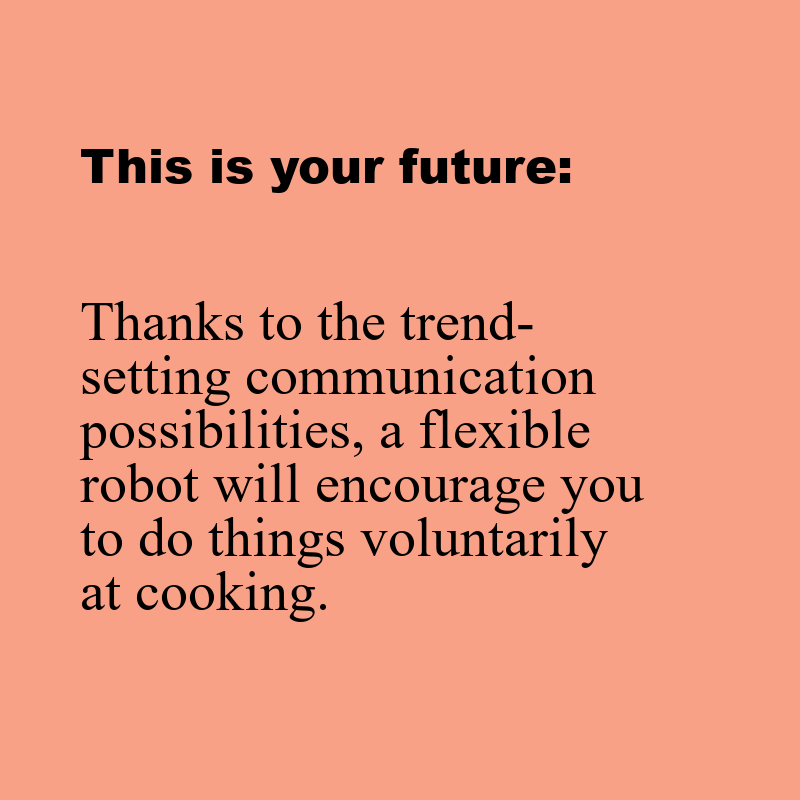 This is your future:
Thanks to the trend-
setting communication
possibilities, a flexible
robot will encourage you
to do things voluntarily
at cooking.